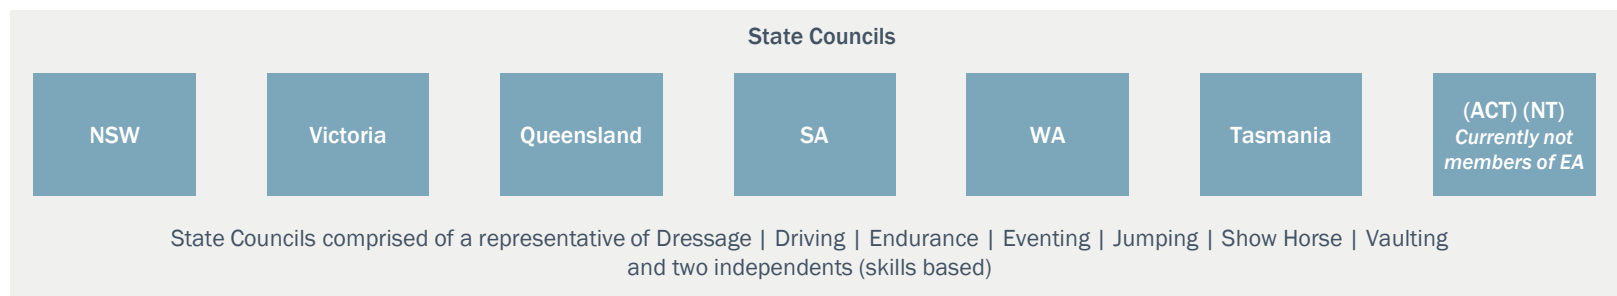 State Councils
NSW
Victoria
Queensland
SA
WA
Tasmania
(ACT) (NT)
Currently not
members of EA
State Councils comprised of a representative of Dressage | Driving | Endurance | Eventing | Jumping | Show Horse | Vaulting
and two independents (skills based)